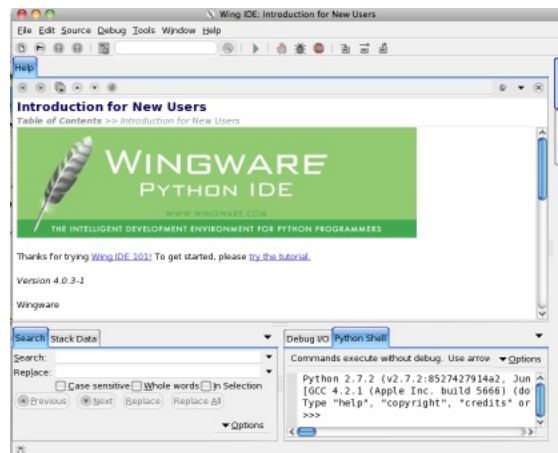 Wing IDE: Introduction for New Users
File Edit Source Debug Tools Window Help
Help
Introduction for New Users
Table of Contents >> Introduction for New Users
WINGWARE
PYTHON IDE
WWW.WINGWARE.COM
THE INTELLIGENT DEVELOPMENT ENVIRONMENT FOR PYTHON PROGRAMMERS
Thanks for trying Wing IDE 101! To get started, please try the tutorial.
Version 4.0.3-1
Wingware
Search Stack Data
Search:
Replace:
Case sensitive Whole words In Selection
Previous Next Replace Replace All
Options
Debug I/O Python Shell
Commands execute without debug. Use arrow Options
Python 2.7.2 (v2.7.2:8527427914a2, Jun
[GCC 4.2.1 (Apple Inc. build 5666) (do
Type "help", "copyright", "credits" or
>>>